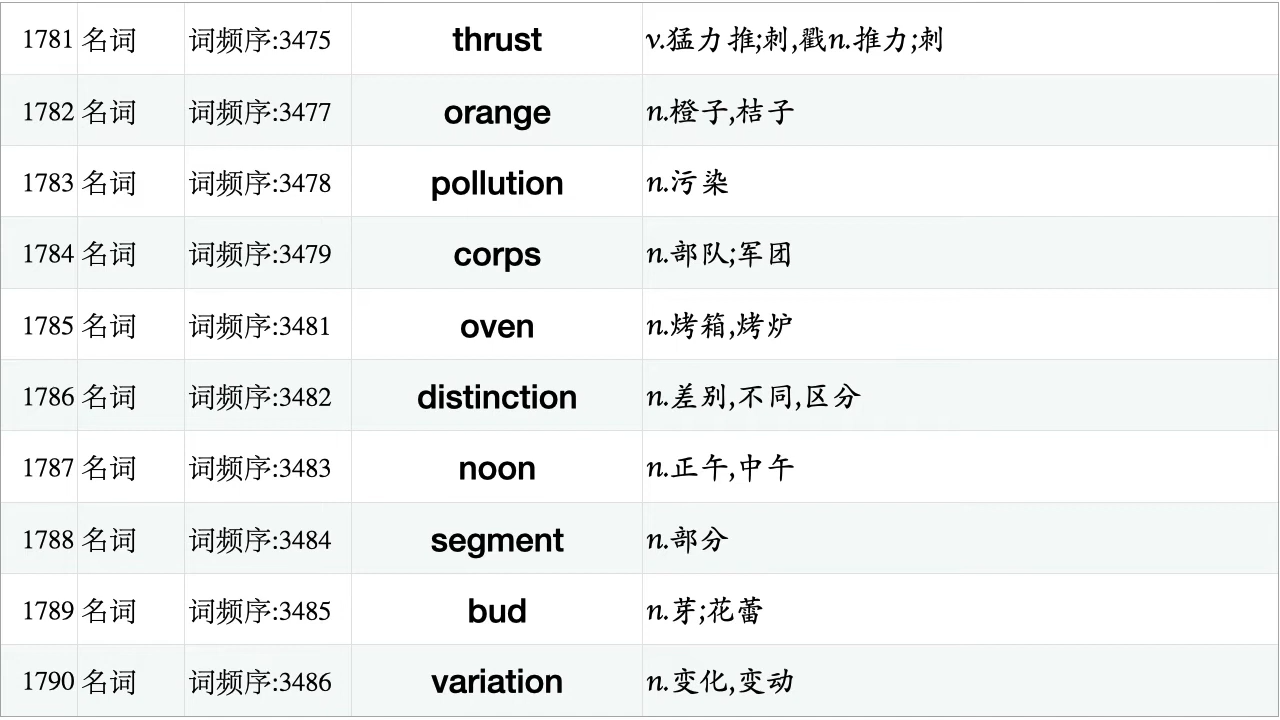 1781 名词 词频序:3475 thrust v.猛力推;刺,戳n.推力;刺
1782 名词 词频序:3477 orange n.橙子,桔子
1783 名词 词频序:3478 pollution n.污染
1784 名词 词频序:3479 corps n.部队;军团
1785 名词 词频序:3481 oven n.烤箱,烤炉
1786 名词 词频序:3482 distinction n.差别,不同,区分
1787 名词 词频序:3483 noon n.正午,中午
1788 名词 词频序:3484 segment n.部分
1789 名词 词频序:3485 bud n.芽;花蕾
1790 名词 词频序:3486 variation n.变化,变动